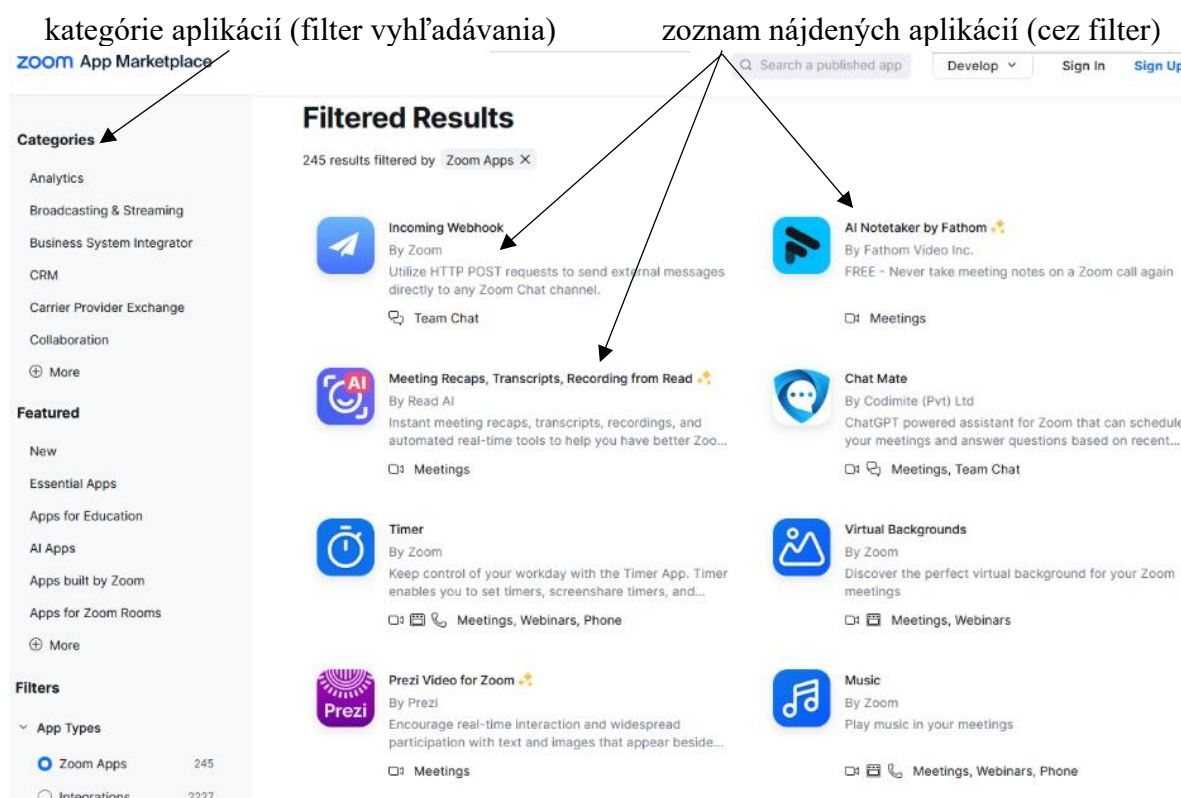 kategórie aplikácií (filter vyhľadávania)
zoznam nájdených aplikácií (cez filter)
zoom App Marketplace
Search a published app
Develop
Sign In
Sign Up
Categories
Analytics
Broadcasting & Streaming
Business System Integrator
CRM
Carrier Provider Exchange
Collaboration
More
Featured
New
Essential Apps
Apps for Education
AI Apps
Apps built by Zoom
Apps for Zoom Rooms
More
Filters
App Types
Zoom Apps 245
Integrations 2227
Filtered Results
245 results filtered by Zoom Apps ×
Incoming Webhook
By Zoom
Utilize HTTP POST requests to send external messages
directly to any Zoom Chat channel.
Team Chat
AI Notetaker by Fathom
By Fathom Video Inc.
FREE - Never take meeting notes on a Zoom call again
Meetings
AI
Meeting Recaps, Transcripts, Recording from Read
By Read AI
Instant meeting recaps, transcripts, recordings, and
automated real-time tools to help you have better Zoo...
Meetings
Chat Mate
By Codimite (Pvt) Ltd
ChatGPT powered assistant for Zoom that can schedule
your meetings and answer questions based on recent...
Meetings, Team Chat
Timer
By Zoom
Keep control of your workday with the Timer App. Timer
enables you to set timers, screenshare timers, and...
Meetings, Webinars, Phone
Virtual Backgrounds
By Zoom
Discover the perfect virtual background for your Zoom
meetings
Meetings, Webinars
Prezi
Prezi Video for Zoom
By Prezi
Encourage real-time interaction and widespread
participation with text and images that appear beside...
Meetings
Music
By Zoom
Play music in your meetings
Meetings, Webinars, Phone